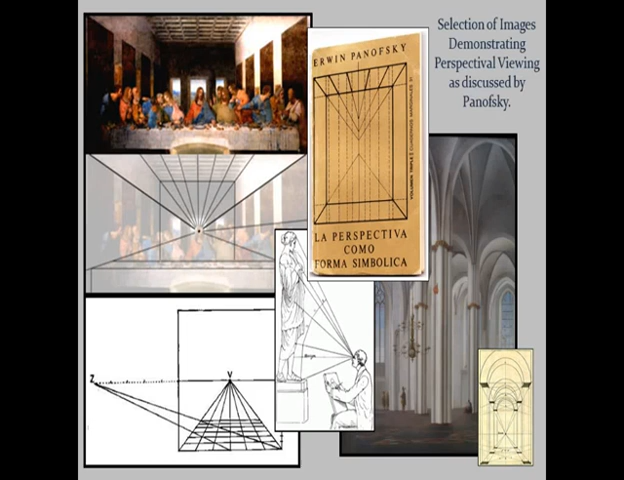 Selection of Images
Demonstrating
Perspectival Viewing
as discussed by
Panofsky.
ERWIN PANOFSKY
LA PERSPECTIVA
COMO
FORMA SIMBOLICA
Z
V